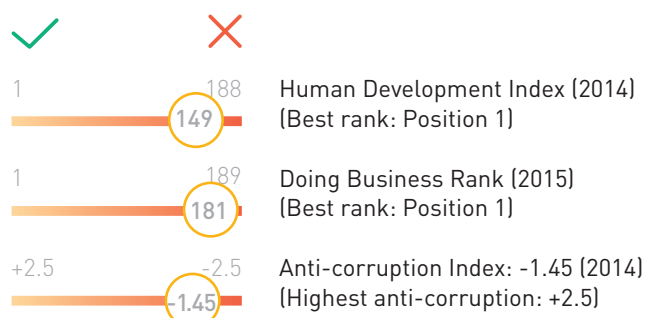 1 188 Human Development Index (2014)
149 (Best rank: Position 1)
1 189 Doing Business Rank (2015)
181 (Best rank: Position 1)
+2.5 -2.5 Anti-corruption Index: -1.45 (2014)
-1.45 (Highest anti-corruption: +2.5)